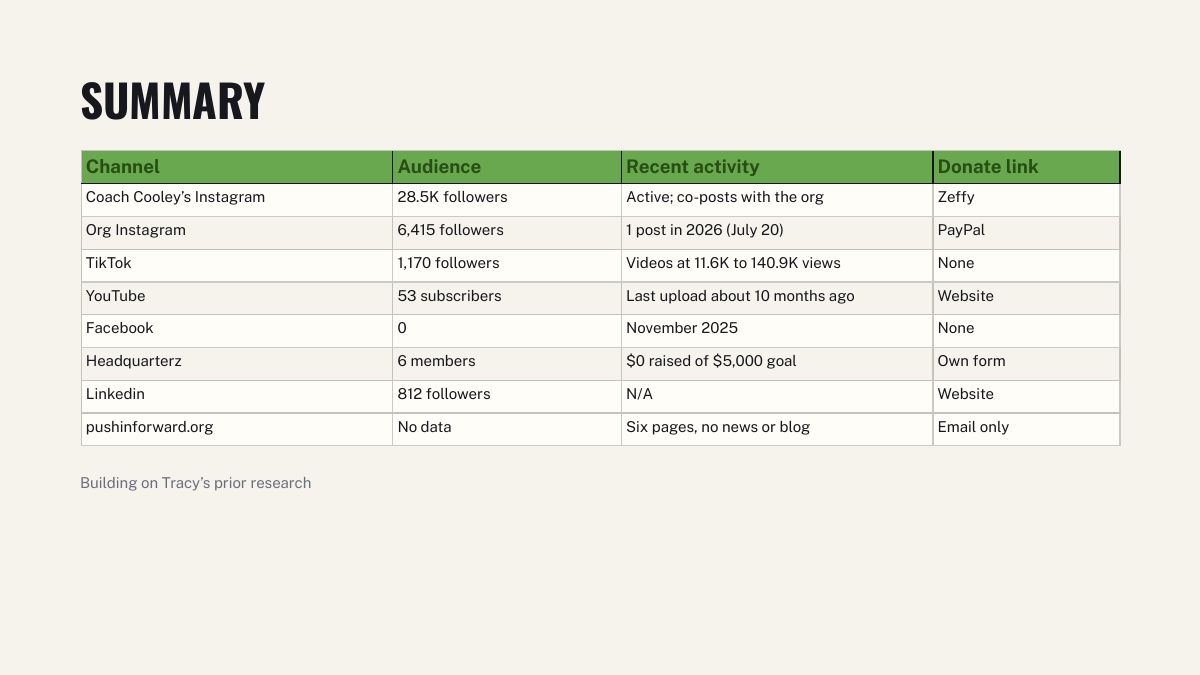 SUMMARY
Channel Audience Recent activity Donate link
Coach Cooley’s Instagram 28.5K followers Active; co-posts with the org Zeffy
Org Instagram 6,415 followers 1 post in 2026 (July 20) PayPal
TikTok 1,170 followers Videos at 11.6K to 140.9K views None
YouTube 53 subscribers Last upload about 10 months ago Website
Facebook 0 November 2025 None
Headquarterz 6 members $0 raised of $5,000 goal Own form
Linkedin 812 followers N/A Website
pushinforward.org No data Six pages, no news or blog Email only
Building on Tracy’s prior research